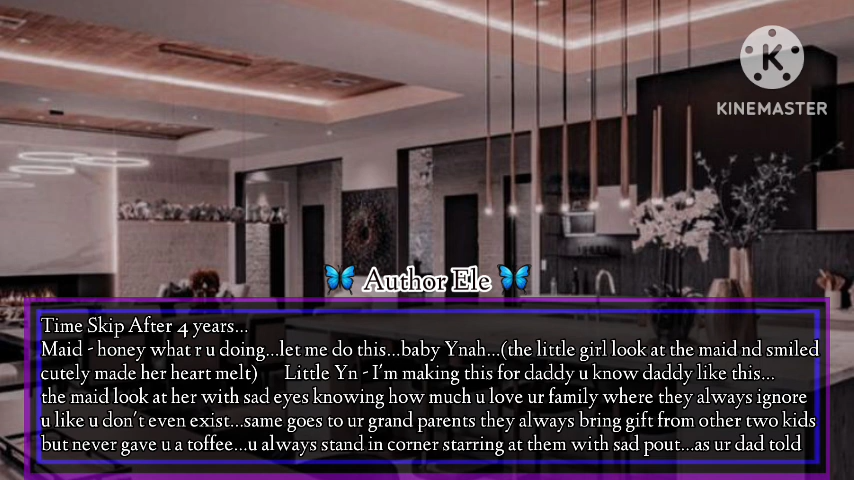 KINEMASTER
Author Ele
Time Skip After 4 years...
Maid - honey what r u doing...let me do this...baby Ynah...(the little girl look at the maid nd smiled
cutely made her heart melt) Little Yn - I'm making this for daddy u know daddy like this...
the maid look at her with sad eyes knowing how much u love ur family where they always ignore
u like u don't even exist...same goes to ur grand parents they always bring gift from other two kids
but never gave u a toffee...u always stand in corner starring at them with sad pout...as ur dad told